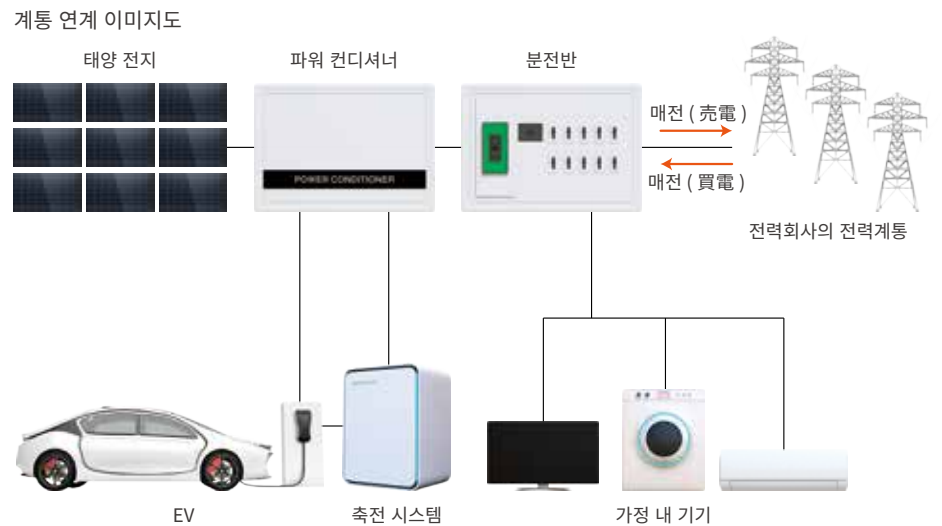 계통 연계 이미지도
태양 전지
파워 컨디셔너
분전반
POWER CONDITIONER
매전 ( 売電 )
매전 ( 買電 )
전력회사의 전력계통
EV
축전 시스템
가정 내 기기